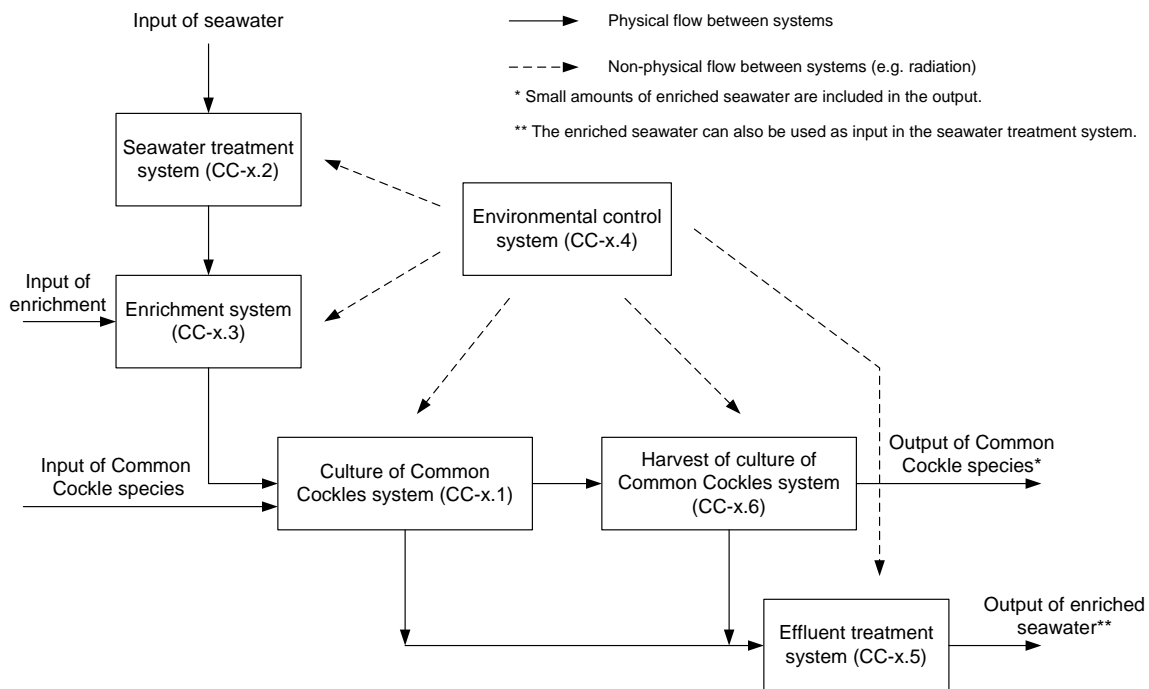 Input of seawater
Physical flow between systems
Non-physical flow between systems (e.g. radiation)
* Small amounts of enriched seawater are included in the output.
** The enriched seawater can also be used as input in the seawater treatment system.
Seawater treatment
system (CC-x.2)
Environmental control
system (CC-x.4)
Input of
enrichment
Enrichment system
(CC-x.3)
Input of Common
Cockle species
Culture of Common
Cockles system (CC-x.1)
Harvest of culture of
Common Cockles system
(CC-x.6)
Output of Common
Cockle species*
Effluent treatment
system (CC-x.5)
Output of enriched
seawater**